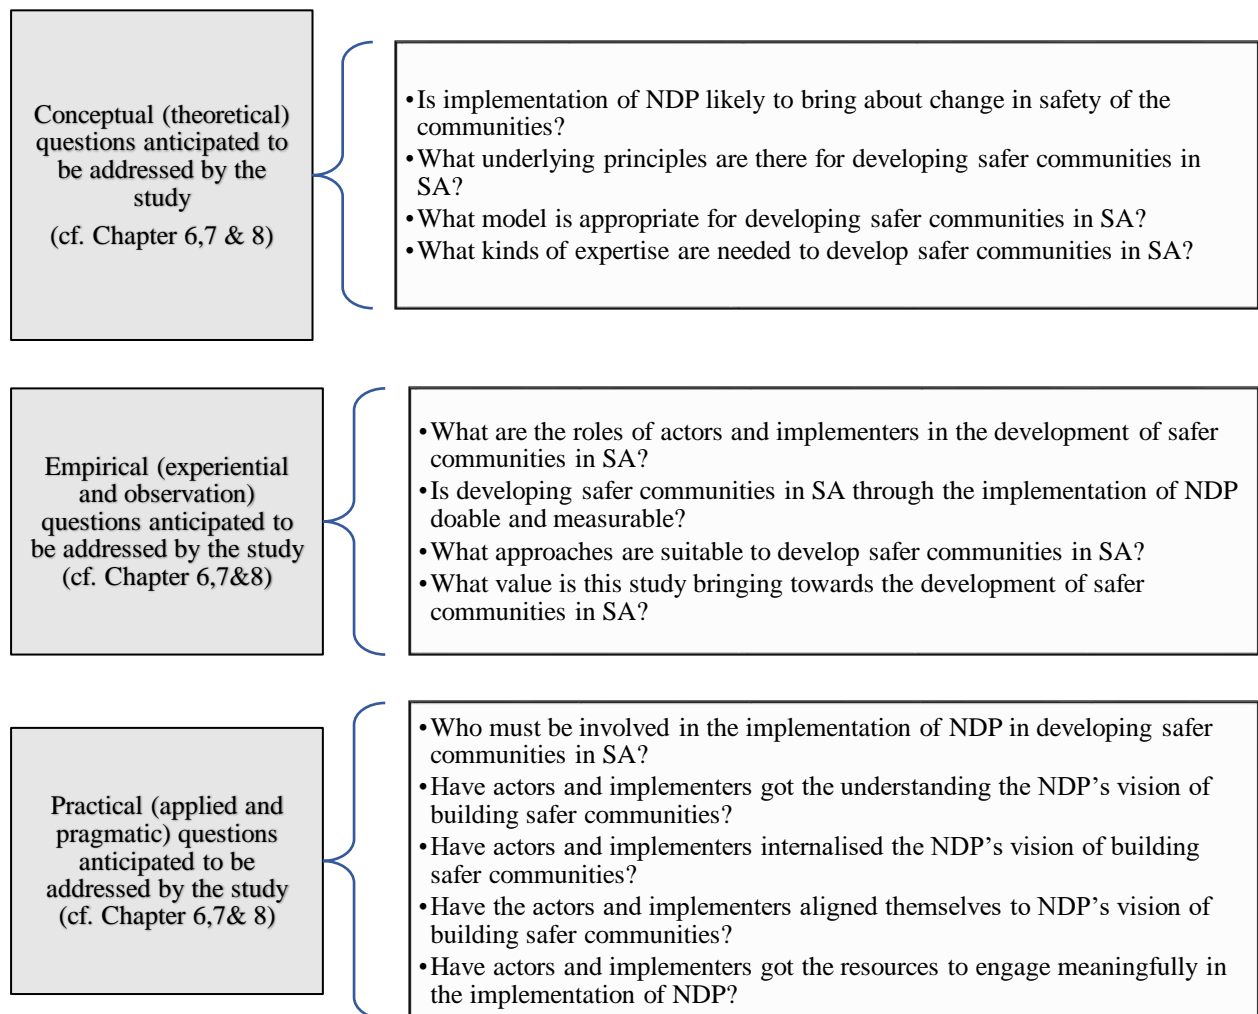 Conceptual (theoretical)
questions anticipated to
be addressed by the
study
(cf. Chapter 6,7 & 8)
•Is implementation of NDP likely to bring about change in safety of the
communities?
•What underlying principles are there for developing safer communities in
SA?
•What model is appropriate for developing safer communities in SA?
•What kinds of expertise are needed to develop safer communities in SA?
Empirical (experiential
and observation)
questions anticipated to
be addressed by the study
(cf. Chapter 6,7&8)
•What are the roles of actors and implementers in the development of safer
communities in SA?
•Is developing safer communities in SA through the implementation of NDP
doable and measurable?
•What approaches are suitable to develop safer communities in SA?
•What value is this study bringing towards the development of safer
communities in SA?
Practical (applied and
pragmatic) questions
anticipated to be
addressed by the study
(cf. Chapter 6,7& 8)
•Who must be involved in the implementation of NDP in developing safer
communities in SA?
•Have actors and implementers got the understanding the NDP’s vision of
building safer communities?
•Have actors and implementers internalised the NDP’s vision of building
safer communities?
•Have the actors and implementers aligned themselves to NDP’s vision of
building safer communities?
•Have actors and implementers got the resources to engage meaningfully in
the implementation of NDP?